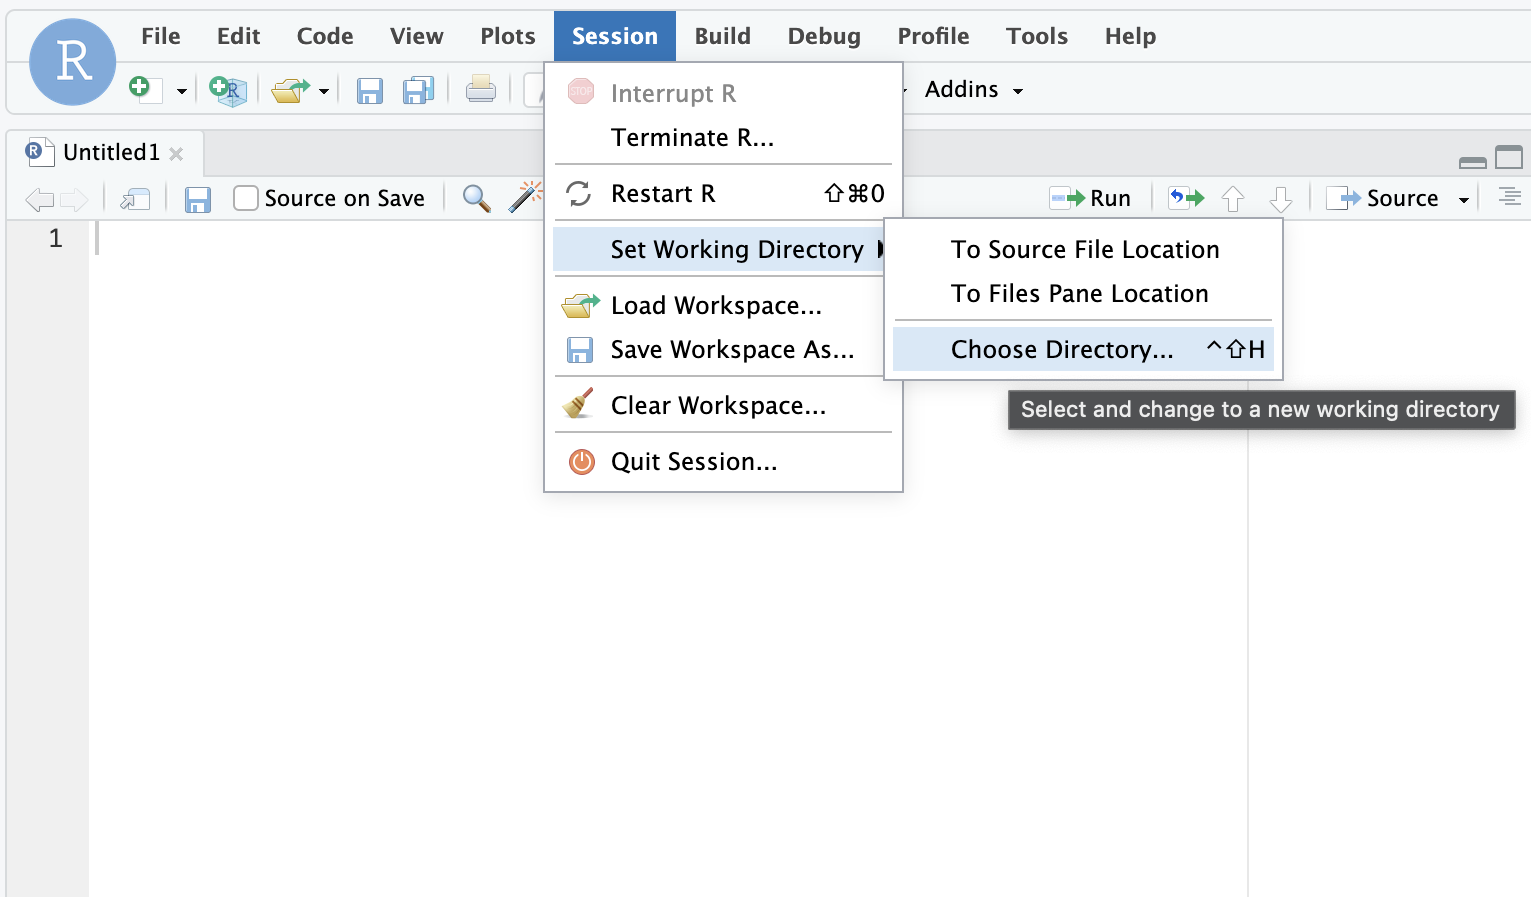 R
File Edit Code View Plots Session Build Debug Profile Tools Help
Addins
Untitled1
Source on Save
Run
Source
1
STOP Interrupt R
Terminate R...
Restart R ⇧⌘0
Set Working Directory
Load Workspace...
Save Workspace As...
Clear Workspace...
Quit Session...
To Source File Location
To Files Pane Location
Choose Directory... ^⇧H
Select and change to a new working directory